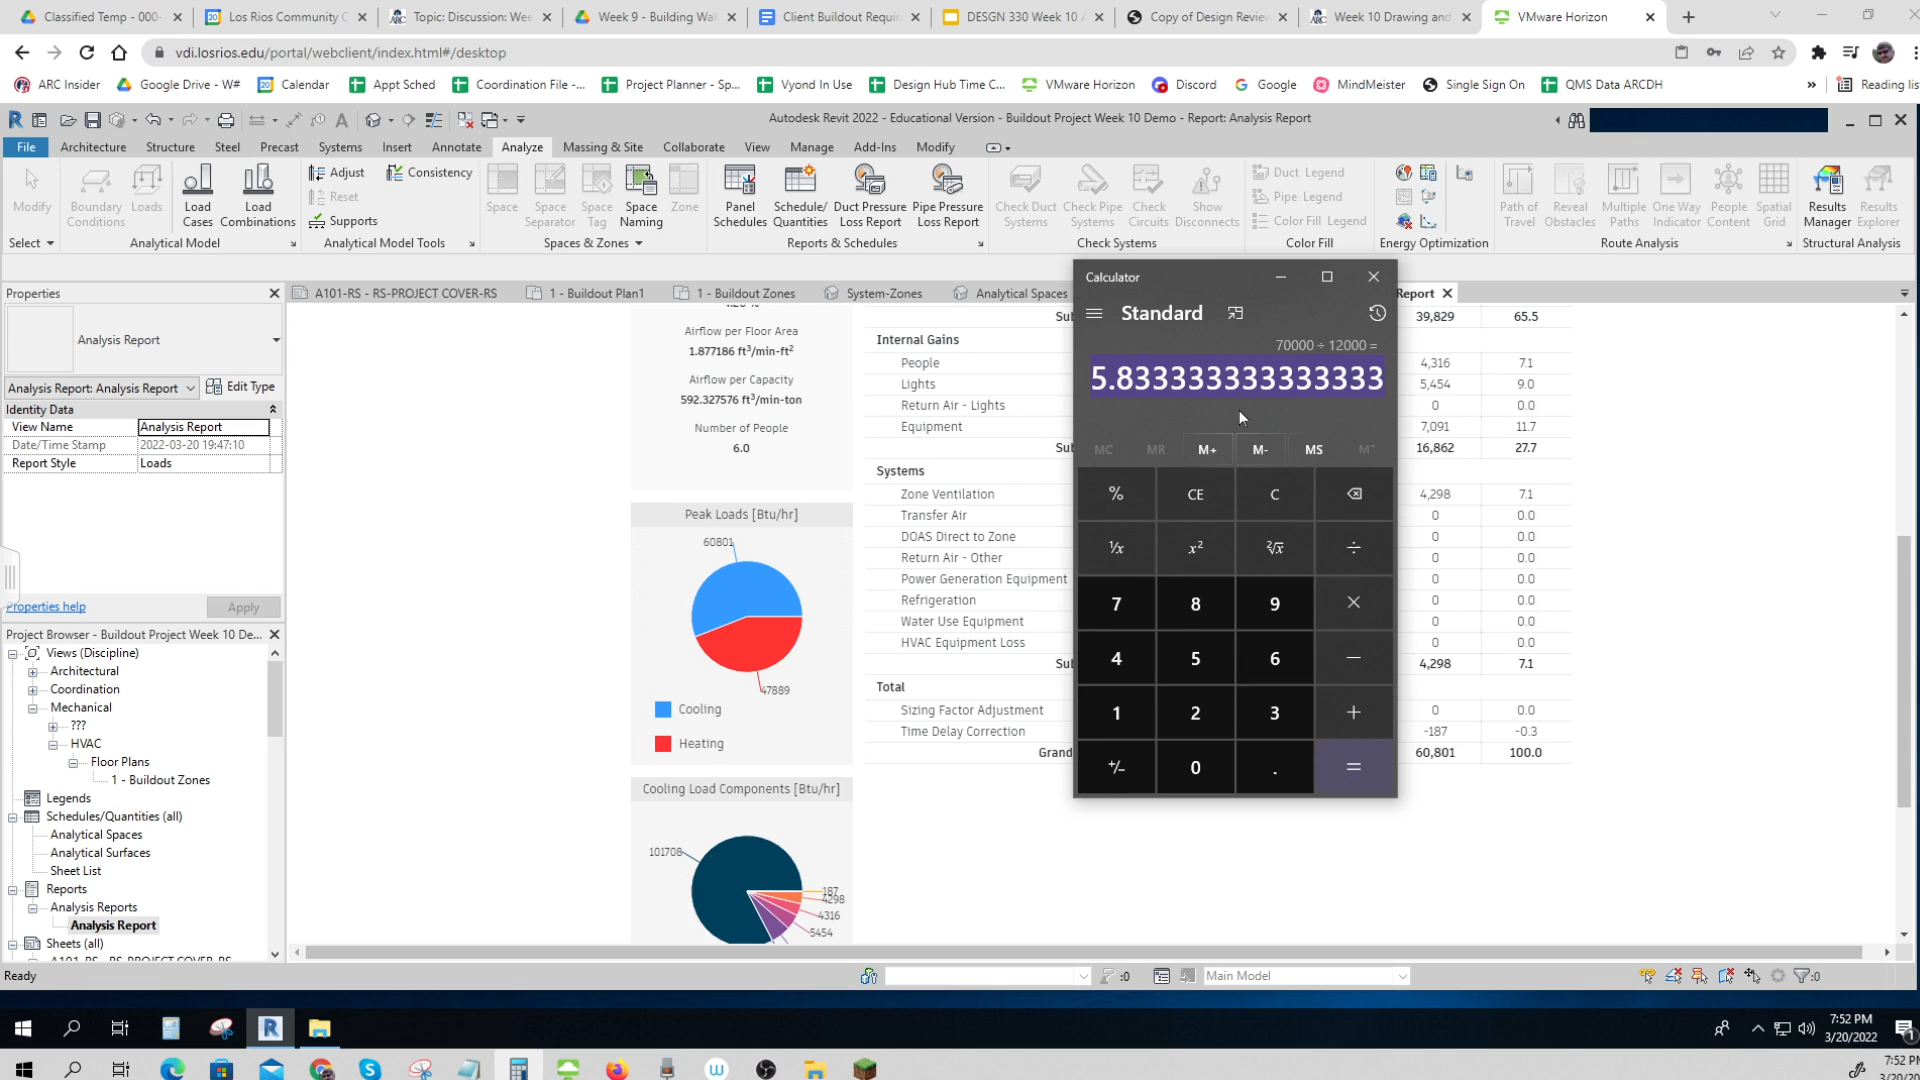 Classified Temp - 000-
Los Rios Community C
Topic: Discussion: Wee
Week 9 - Building Wal
Client Buildout Requir
DESGN 330 Week 10 A
Copy of Design Review
Week 10 Drawing and
VMware Horizon
vdi.losrios.edu/portal/webclient/index.html#/desktop
ARC Insider
Google Drive - W#
Calendar
Appt Sched
Coordination File -...
Project Planner - Sp...
Vyond In Use
Design Hub Time C...
VMware Horizon
Discord
Google
MindMeister
Single Sign On
QMS Data ARCDH
Reading lis
Autodesk Revit 2022 - Educational Version - Buildout Project Week 10 Demo - Report: Analysis Report
File Architecture Structure Steel Precast Systems Insert Annotate Analyze Massing & Site Collaborate View Manage Add-Ins Modify
Modify
Select
Boundary Conditions
Loads
Load Cases
Load Combinations
Analytical Model
Adjust
Reset
Supports
Consistency
Analytical Model Tools
Space
Space Separator
Space Tag
Space Naming
Zone
Spaces & Zones
Panel Schedules
Schedule/ Quantities
Duct Pressure Loss Report
Pipe Pressure Loss Report
Reports & Schedules
Check Duct Systems
Check Pipe Systems
Check Circuits
Show Disconnects
Check Systems
Duct Legend
Pipe Legend
Color Fill Legend
Color Fill
Energy Optimization
Path of Travel
Reveal Obstacles
Multiple Paths
One Way Indicator
People Content
Spatial Grid
Route Analysis
Results Manager
Results Explorer
Structural Analysis
Properties
Analysis Report
Analysis Report: Analysis Report
Edit Type
Identity Data
View Name Analysis Report
Date/Time Stamp 2022-03-20 19:47:10
Report Style Loads
Properties help
Apply
Project Browser - Buildout Project Week 10 De...
Views (Discipline)
Architectural
Coordination
Mechanical
???
HVAC
Floor Plans
1 - Buildout Zones
Legends
Schedules/Quantities (all)
Analytical Spaces
Analytical Surfaces
Sheet List
Reports
Analysis Reports
Analysis Report
Sheets (all)
A101-RS - RS-PROJECT COVER-RS
A101-RS - RS-PROJECT COVER-RS
1 - Buildout Plan1
1 - Buildout Zones
System-Zones
Analytical Spaces
Report
Airflow per Floor Area
1.877186 ft³/min-ft²
Airflow per Capacity
592.327576 ft³/min-ton
Number of People
6.0
Peak Loads [Btu/hr]
60801
47889
Cooling
Heating
Cooling Load Components [Btu/hr]
101708
187
4298
4316
5454
Sub 39,829 65.5
Internal Gains
People 4,316 7.1
Lights 5,454 9.0
Return Air - Lights 0 0.0
Equipment 7,091 11.7
Sub 16,862 27.7
Systems
Zone Ventilation 4,298 7.1
Transfer Air 0 0.0
DOAS Direct to Zone 0 0.0
Return Air - Other 0 0.0
Power Generation Equipment 0 0.0
Refrigeration 0 0.0
Water Use Equipment 0 0.0
HVAC Equipment Loss 0 0.0
Sub 4,298 7.1
Total
Sizing Factor Adjustment 0 0.0
Time Delay Correction -187 -0.3
Grand 60,801 100.0
Calculator
Standard
70000 ÷ 12000 =
5.833333333333333
MC MR M+ M- MS M
% CE C
¹/x x² ²√x ÷
7 8 9 ×
4 5 6 −
1 2 3 +
+/− 0 . =
Ready
:0
Main Model
:0
7:52 PM
3/20/2022
1
7:52 PM
3/20/20